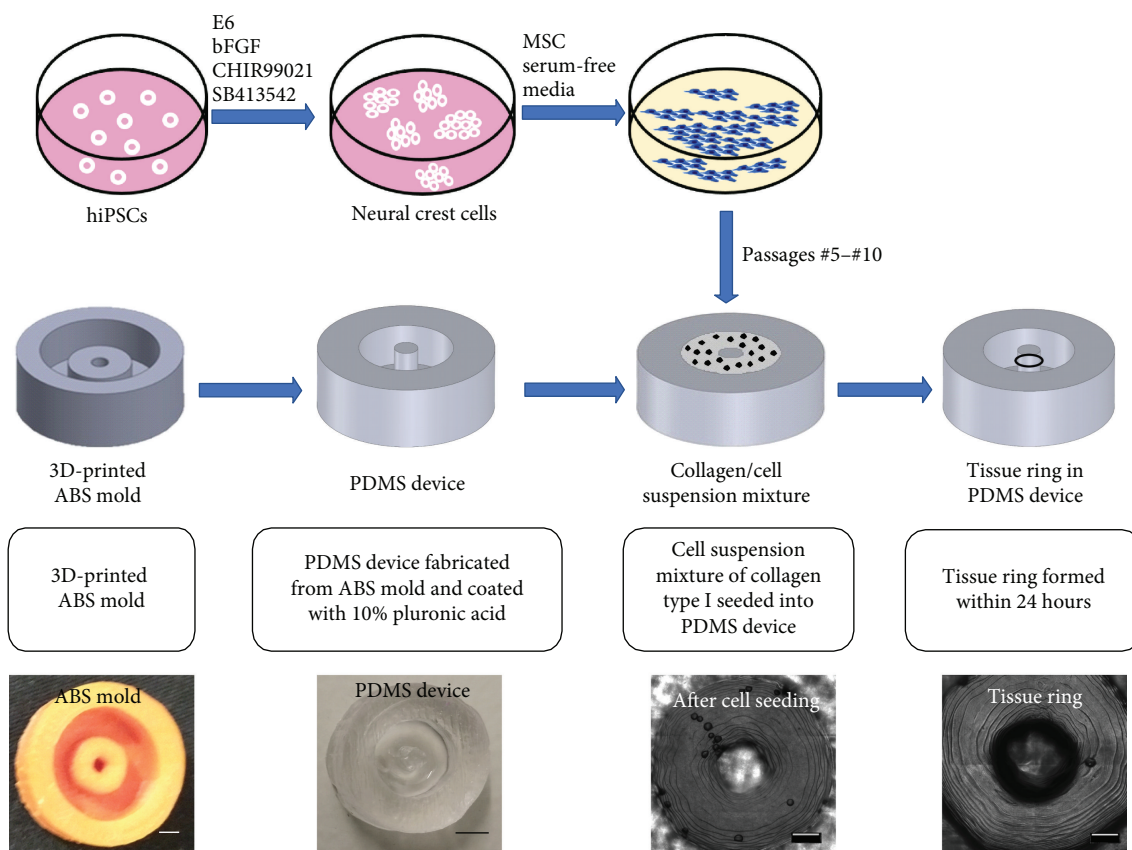 E6
bFGF
CHIR99021
SB413542
MSC
serum-free
media
hiPSCs
Neural crest cells
Passages #5–#10
3D-printed
ABS mold
PDMS device
Collagen/cell
suspension mixture
Tissue ring in
PDMS device
3D-printed
ABS mold
PDMS device fabricated
from ABS mold and coated
with 10% pluronic acid
Cell suspension
mixture of collagen
type I seeded into
PDMS device
Tissue ring formed
within 24 hours
ABS mold
PDMS device
After cell seeding
Tissue ring